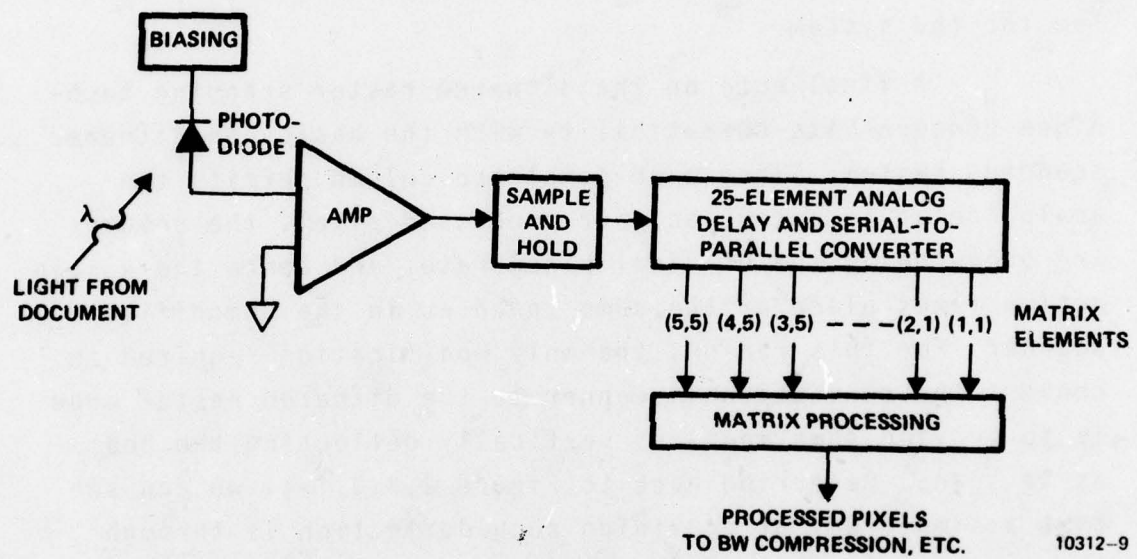 BIASING
PHOTO-
DIODE
λ
LIGHT FROM
DOCUMENT
AMP
SAMPLE
AND
HOLD
25-ELEMENT ANALOG
DELAY AND SERIAL-TO-
PARALLEL CONVERTER
(5,5) (4,5) (3,5) – – – –(2,1) (1,1)
MATRIX
ELEMENTS
MATRIX PROCESSING
PROCESSED PIXELS
TO BW COMPRESSION, ETC.
10312–9